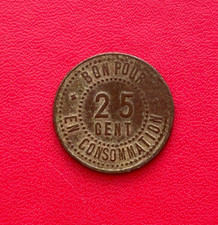 BON POUR
25
CENT
EN CONSOMMATION